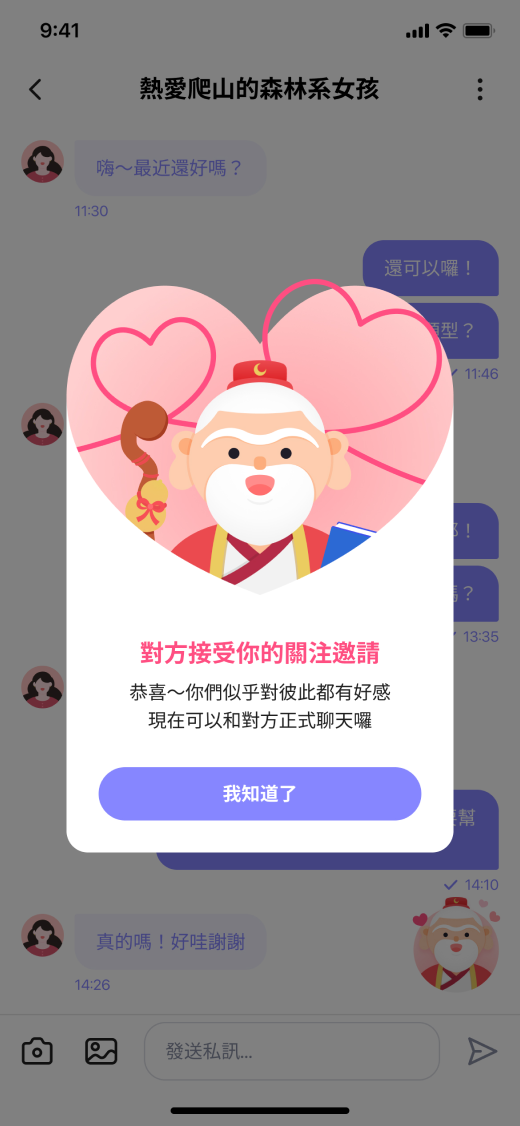 9:41
熱愛爬山的森林系女孩
嗨～最近還好嗎？
11:30
還可以囉！
型？
11:46
！
？
13:35
對方接受你的關注邀請
恭喜～你們似乎對彼此都有好感
現在可以和對方正式聊天囉
我知道了
幫
14:10
真的嗎！好哇謝謝
14:26
發送私訊...